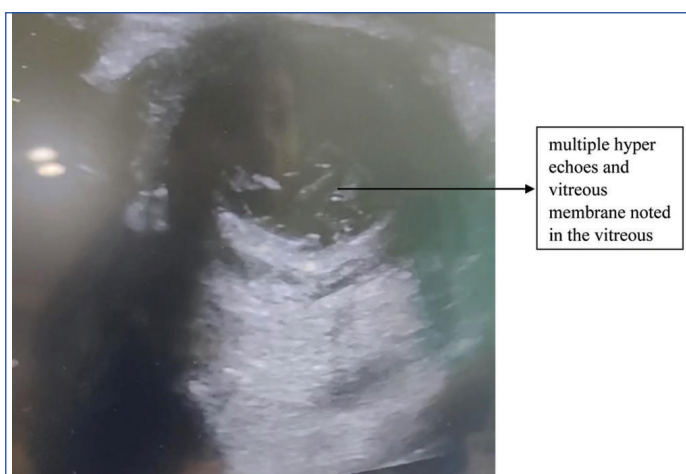 multiple hyper
echoes and
vitreous
membrane noted
in the vitreous